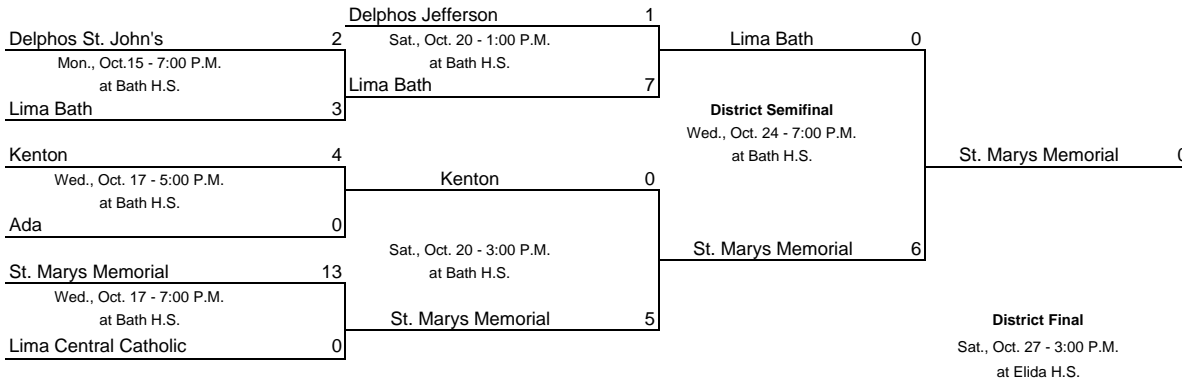 Delphos Jefferson 1
Delphos St. John's 2
Sat., Oct. 20 - 1:00 P.M.
Lima Bath 0
Mon., Oct.15 - 7:00 P.M.
at Bath H.S.
at Bath H.S.
Lima Bath 7
Lima Bath 3
District Semifinal
Wed., Oct. 24 - 7:00 P.M.
Kenton 4
at Bath H.S.
St. Marys Memorial 0
Wed., Oct. 17 - 5:00 P.M.
Kenton 0
at Bath H.S.
Ada 0
Sat., Oct. 20 - 3:00 P.M.
St. Marys Memorial 6
St. Marys Memorial 13
at Bath H.S.
Wed., Oct. 17 - 7:00 P.M.
at Bath H.S.
St. Marys Memorial 5
District Final
Lima Central Catholic 0
Sat., Oct. 27 - 3:00 P.M.
at Elida H.S.